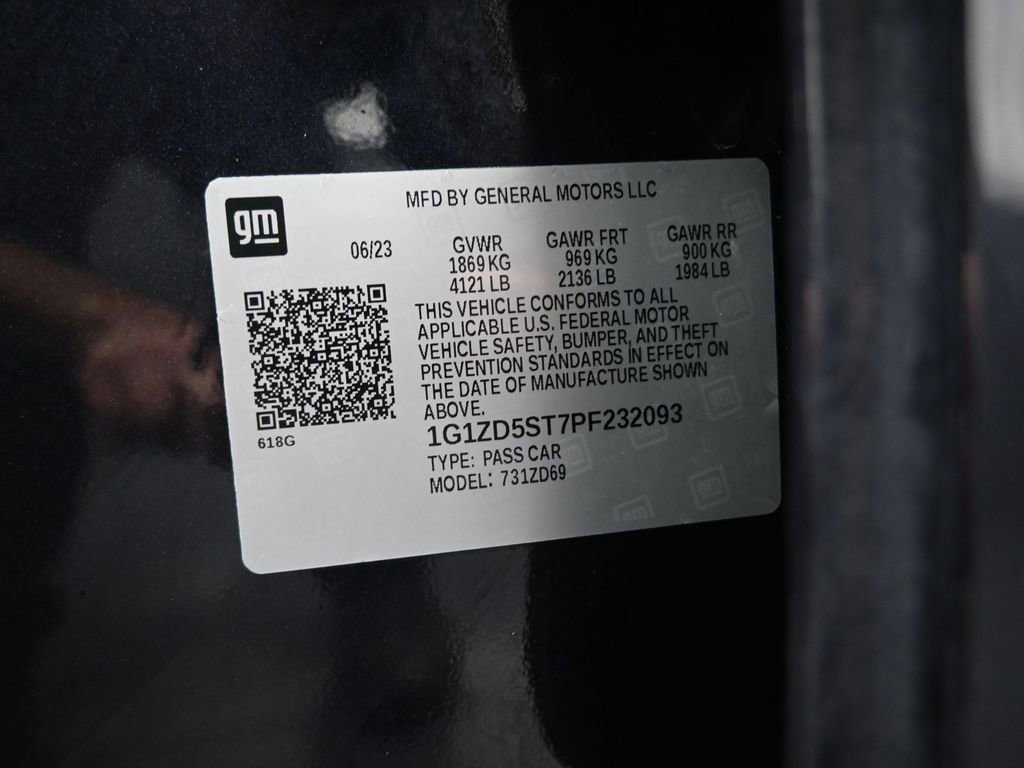 gm
MFD BY GENERAL MOTORS LLC
06/23
GVWR
1869 KG
4121 LB
GAWR FRT
969 KG
2136 LB
GAWR RR
900 KG
1984 LB
THIS VEHICLE CONFORMS TO ALL
APPLICABLE U.S. FEDERAL MOTOR
VEHICLE SAFETY, BUMPER, AND THEFT
PREVENTION STANDARDS IN EFFECT ON
THE DATE OF MANUFACTURE SHOWN
ABOVE.
618G
1G1ZD5ST7PF232093
TYPE: PASS CAR
MODEL: 731ZD69